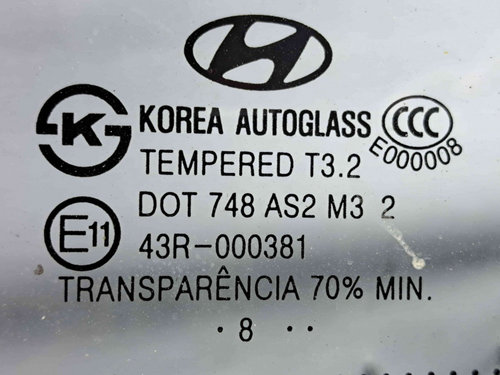 K
KOREA AUTOGLASS
CCC
E000008
TEMPERED T3.2
DOT 748 AS2 M3 2
E11
43R-000381
TRANSPARÊNCIA 70% MIN.
· 8 · ·